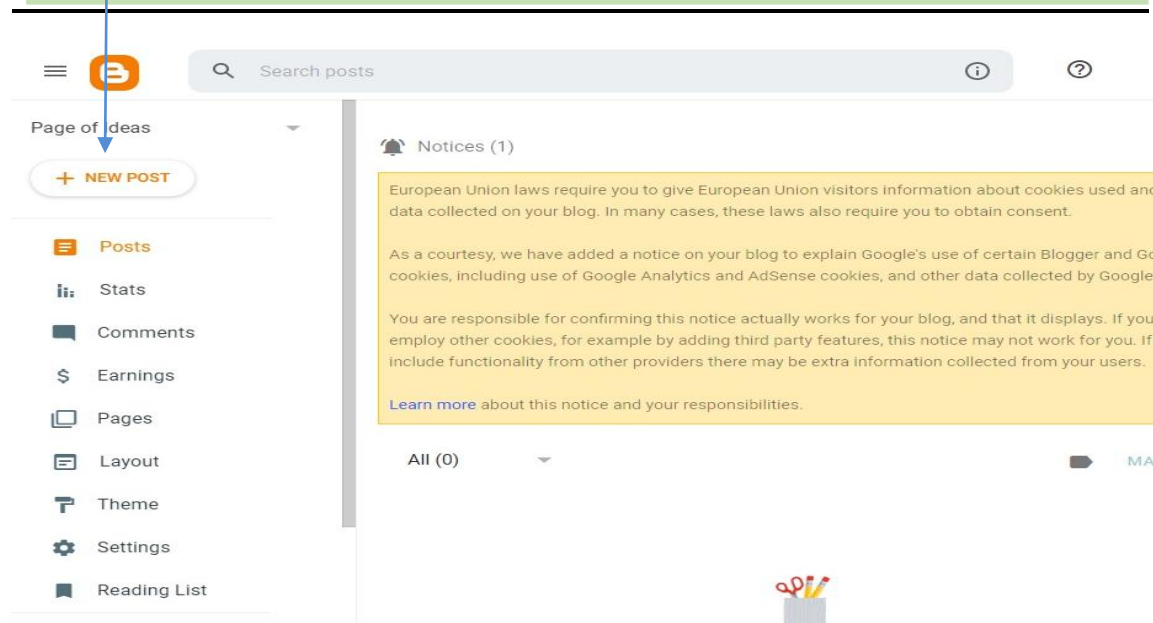 Search posts
Page of Ideas
Notices (1)
+ NEW POST
European Union laws require you to give European Union visitors information about cookies used and
data collected on your blog. In many cases, these laws also require you to obtain consent.
As a courtesy, we have added a notice on your blog to explain Google's use of certain Blogger and Go
cookies, including use of Google Analytics and AdSense cookies, and other data collected by Google
You are responsible for confirming this notice actually works for your blog, and that it displays. If you
employ other cookies, for example by adding third party features, this notice may not work for you. If
include functionality from other providers there may be extra information collected from your users.
Learn more about this notice and your responsibilities.
Posts
Stats
Comments
$ Earnings
Pages
Layout
Theme
Settings
Reading List
All (0)
MA